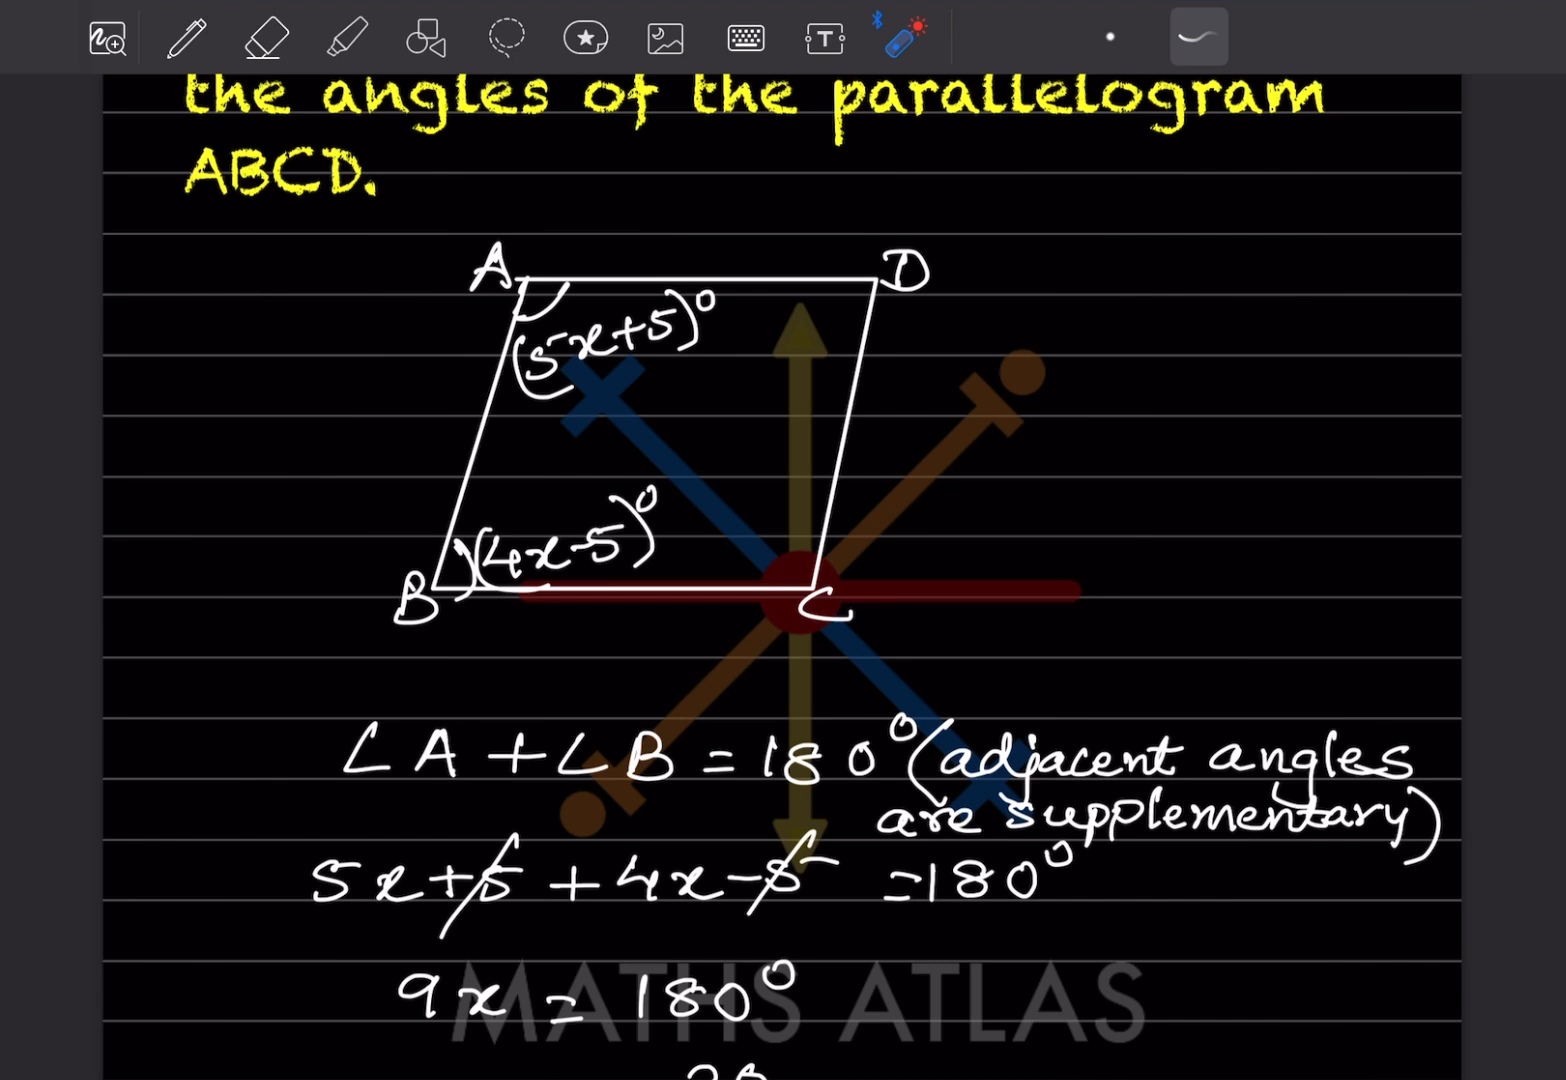 the angles of the parallelogram
ABCD.
A D
(5x+5)°
(4x-5)°
B C
∠A + ∠B = 180° (adjacent angles
are supplementary)
5x+5 + 4x-5 = 180°
9x = 180°
MATHS ATLAS
20